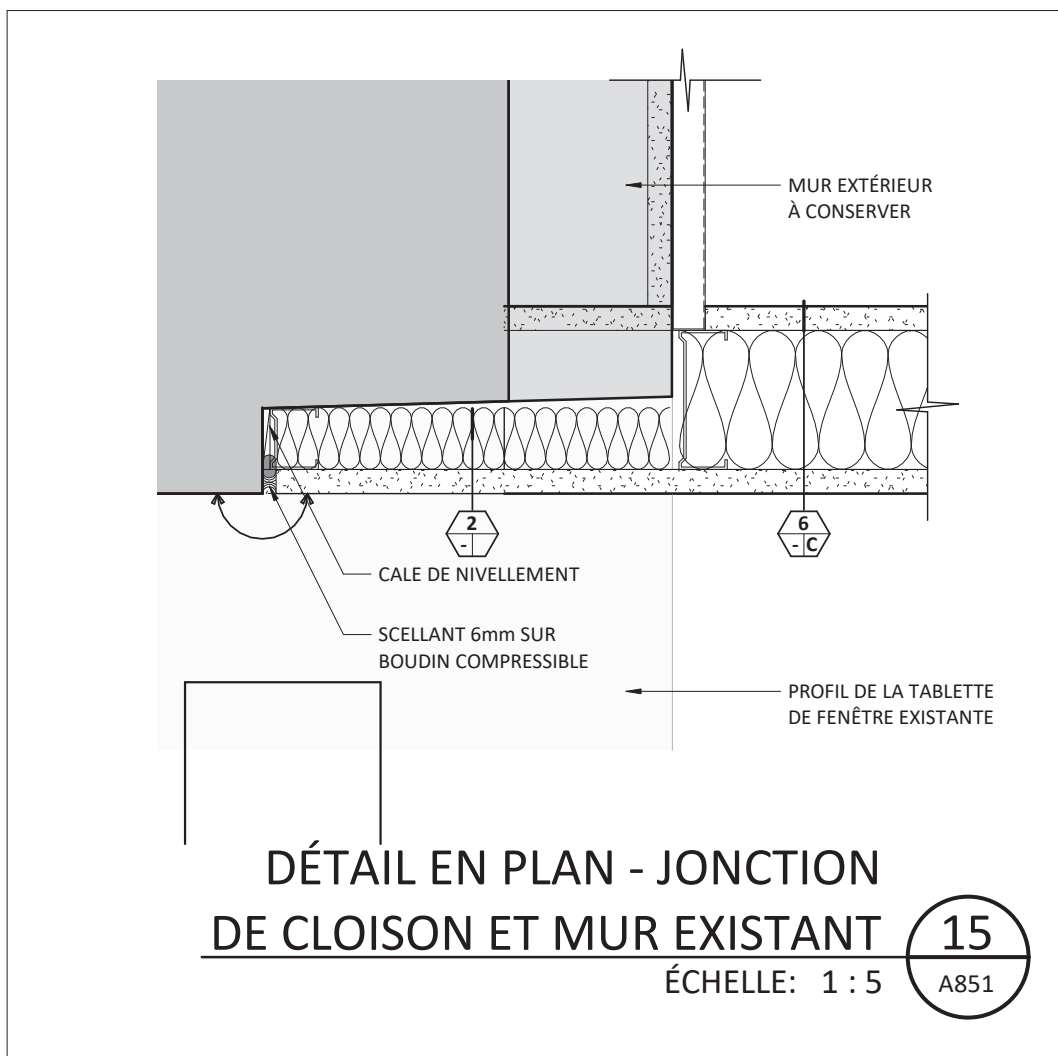 MUR EXTÉRIEUR
À CONSERVER
2
-
6
- C
CALE DE NIVELLEMENT
SCELLANT 6mm SUR
BOUDIN COMPRESSIBLE
PROFIL DE LA TABLETTE
DE FENÊTRE EXISTANTE
DÉTAIL EN PLAN - JONCTION
DE CLOISON ET MUR EXISTANT
15
ÉCHELLE: 1 : 5
A851